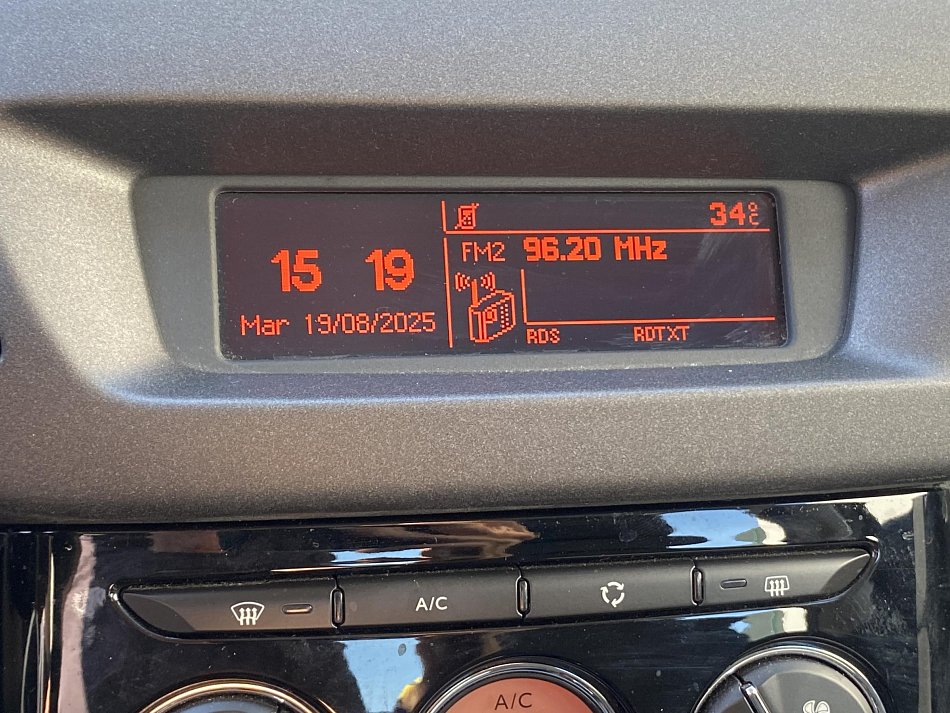 34°C
FM2 96.20 MHz
15 19
Mar 19/08/2025
RDS RDTXT
A/C
A/C